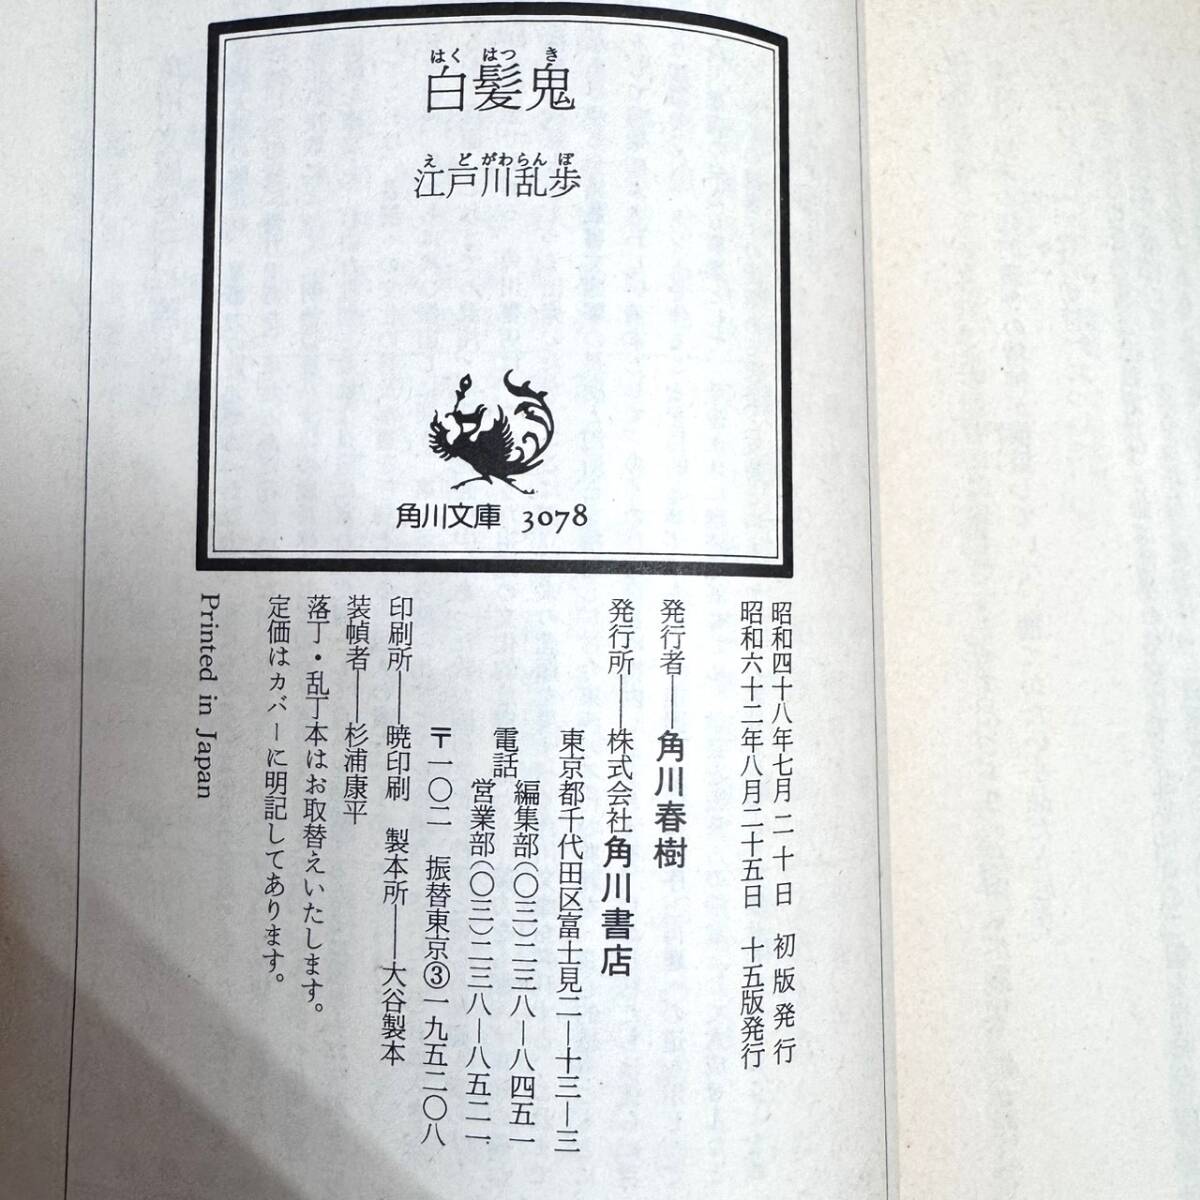 はくはつき
白髪鬼
えどがわらんぽ
江戸川乱歩
角川文庫 3078
昭和四十八年七月二十日 初版発行
昭和六十二年八月二十五日 十五版発行
発行者―角川春樹
発行所―株式会社角川書店
東京都千代田区富士見二―十三―三
電話 編集部(〇三)二三八―八四五一
営業部(〇三)二三八―八五二一
〒一〇二 振替東京③一九五二〇八
印刷所―暁印刷 製本所―大谷製本
装幀者―杉浦康平
落丁・乱丁本はお取替えいたします。
定価はカバーに明記してあります。
Printed in Japan